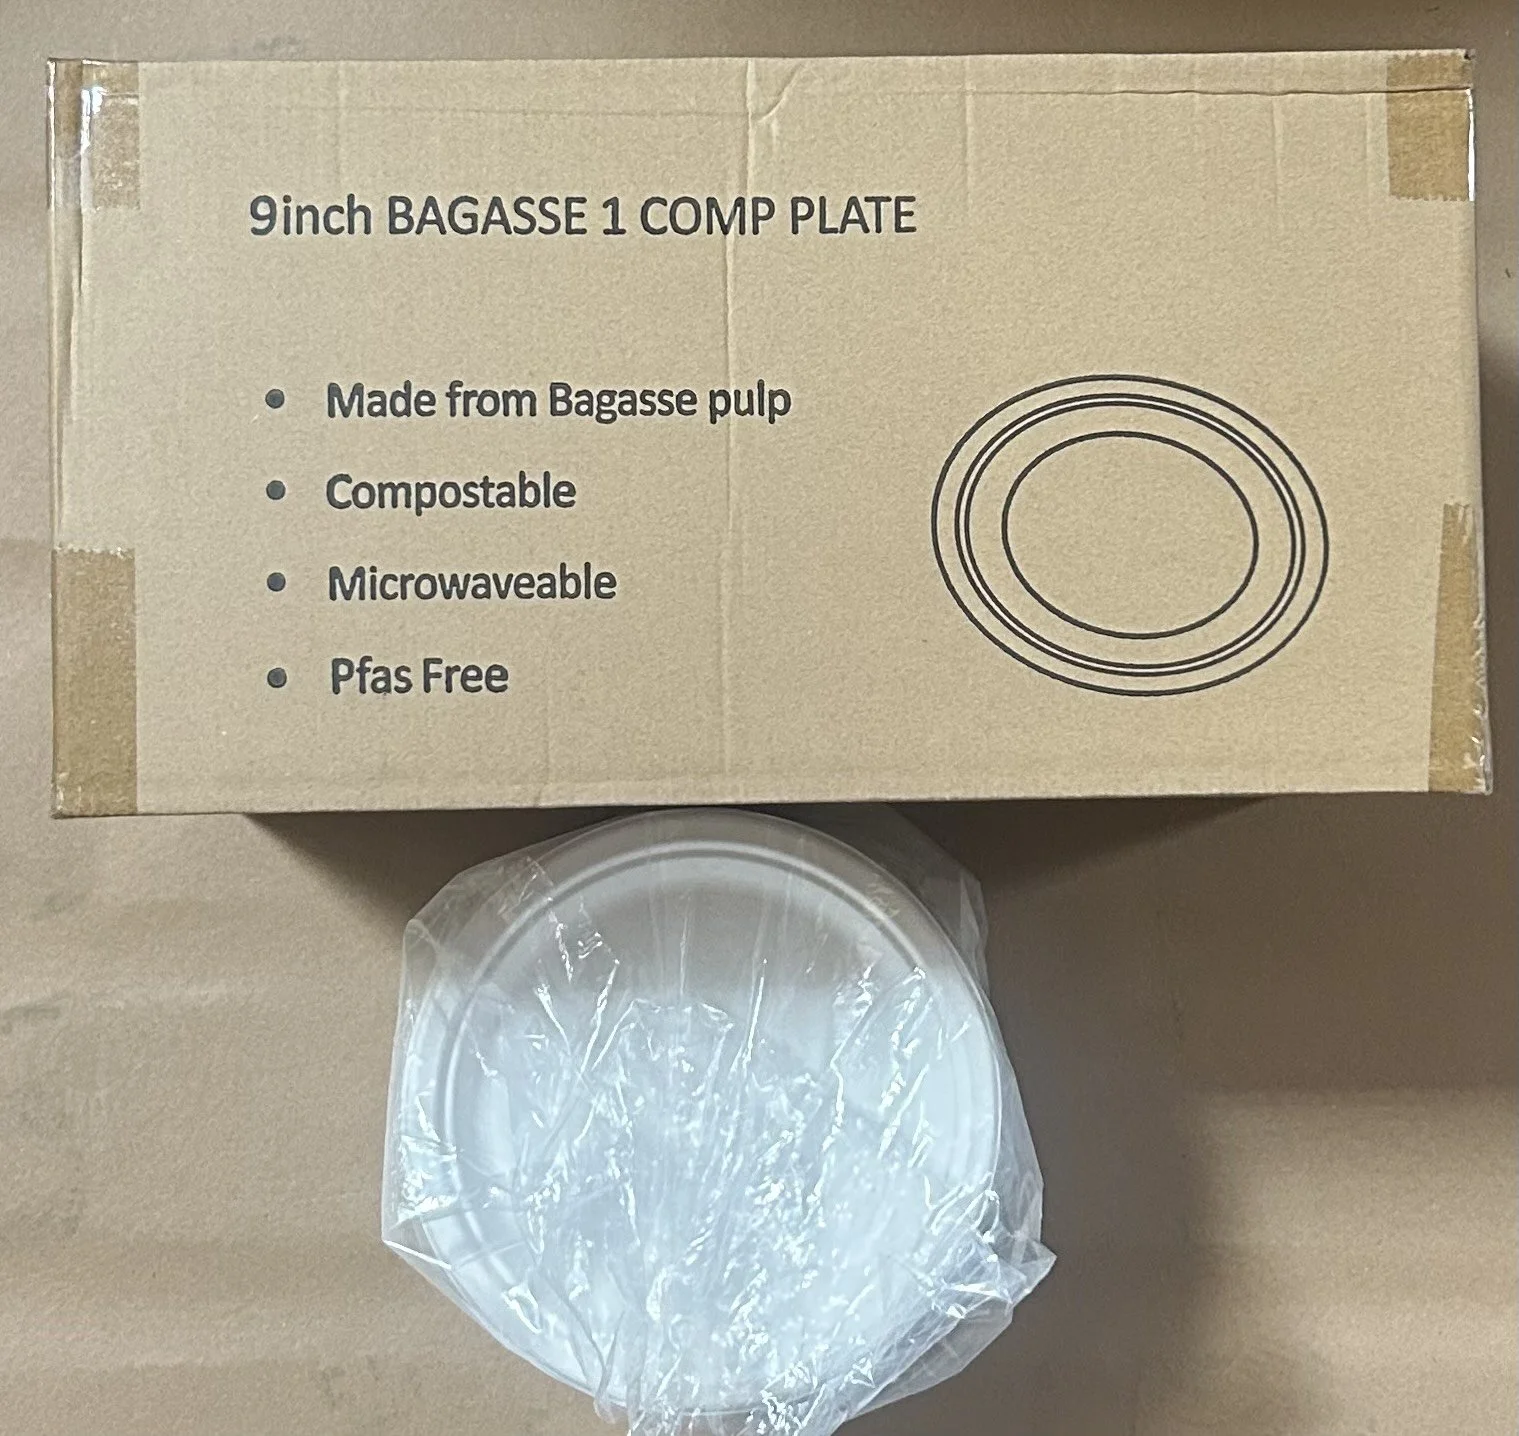 9inch BAGASSE 1 COMP PLATE
• Made from Bagasse pulp
• Compostable
• Microwaveable
• Pfas Free